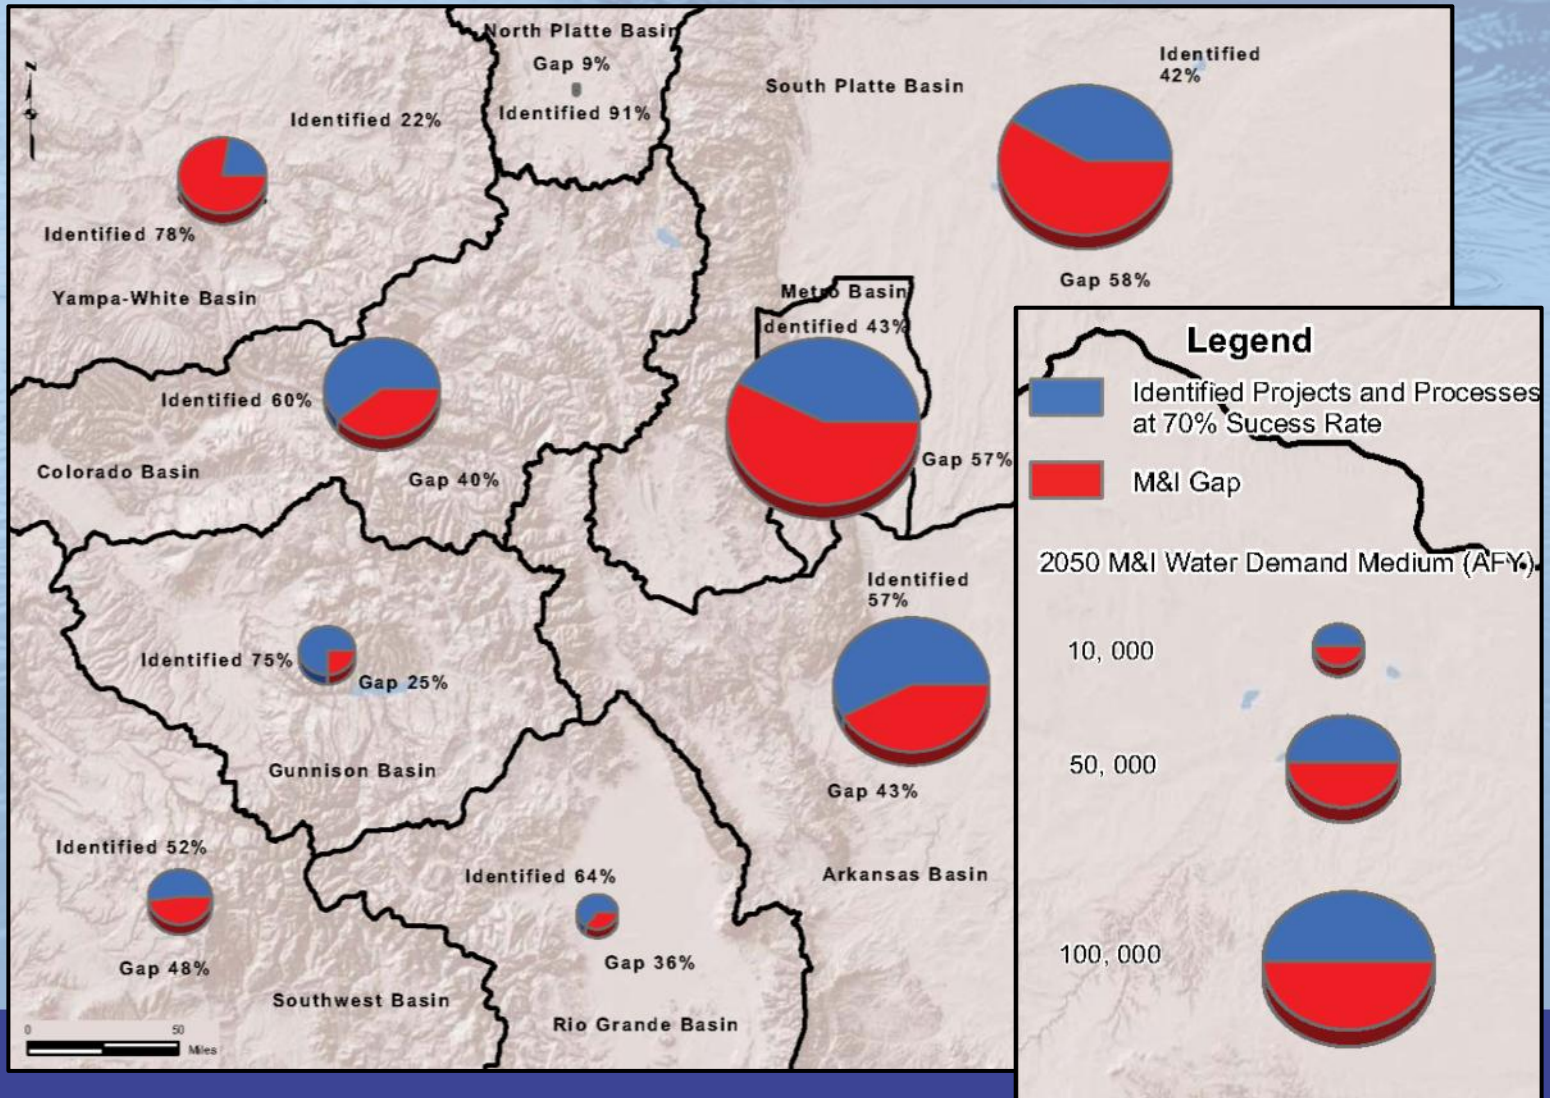 North Platte Basin
Gap 9%
Identified 91%
South Platte Basin
Identified
42%
Gap 58%
Identified 22%
Identified 78%
Yampa-White Basin
Metro Basin
dentified 43%
Gap 57%
Identified 60%
Gap 40%
Colorado Basin
Identified 75%
Gap 25%
Gunnison Basin
Identified
57%
Gap 43%
Arkansas Basin
Identified 52%
Gap 48%
Southwest Basin
Identified 64%
Gap 36%
Rio Grande Basin
N
0 50
Miles
Legend
Identified Projects and Processes
at 70% Sucess Rate
M&I Gap
2050 M&I Water Demand Medium (AFY)
10, 000
50, 000
100, 000